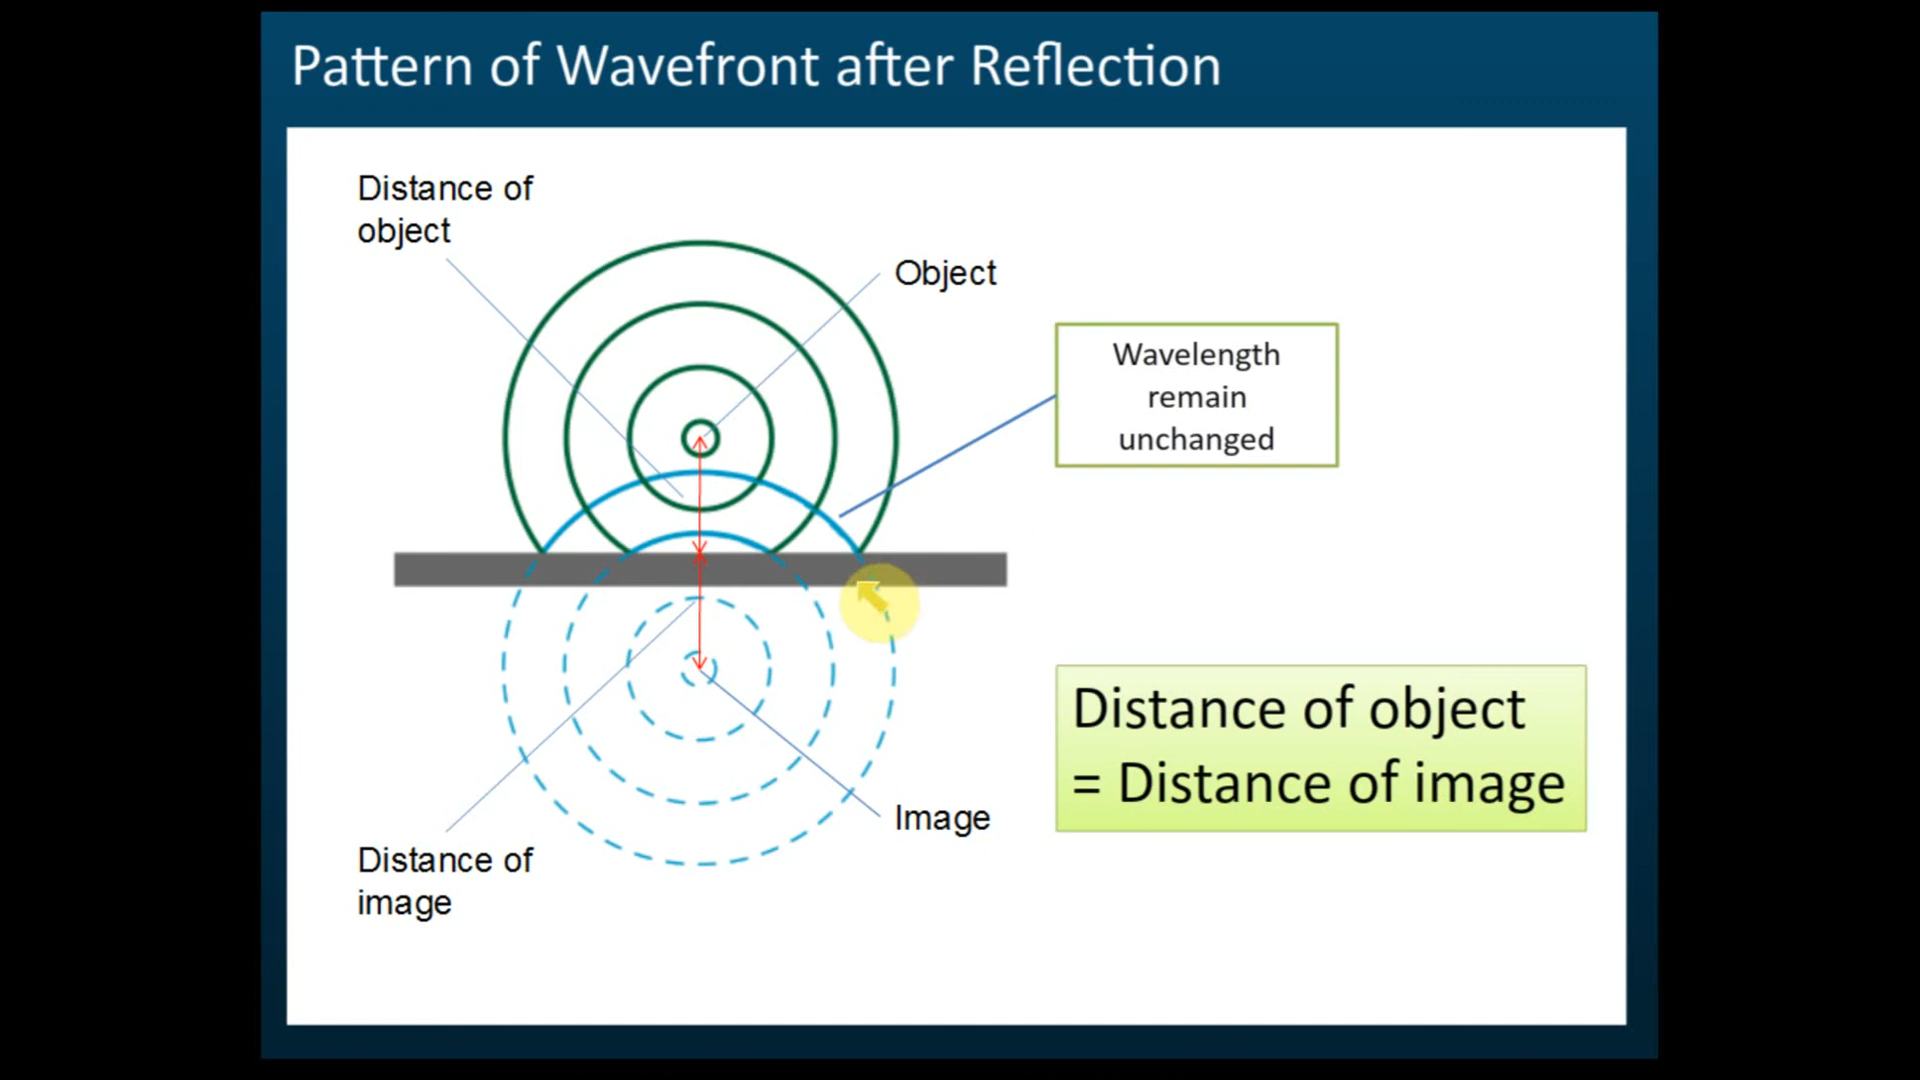 Pattern of Wavefront after Reflection
Distance of
object
Object
Wavelength
remain
unchanged
Distance of object
= Distance of image
Image
Distance of
image